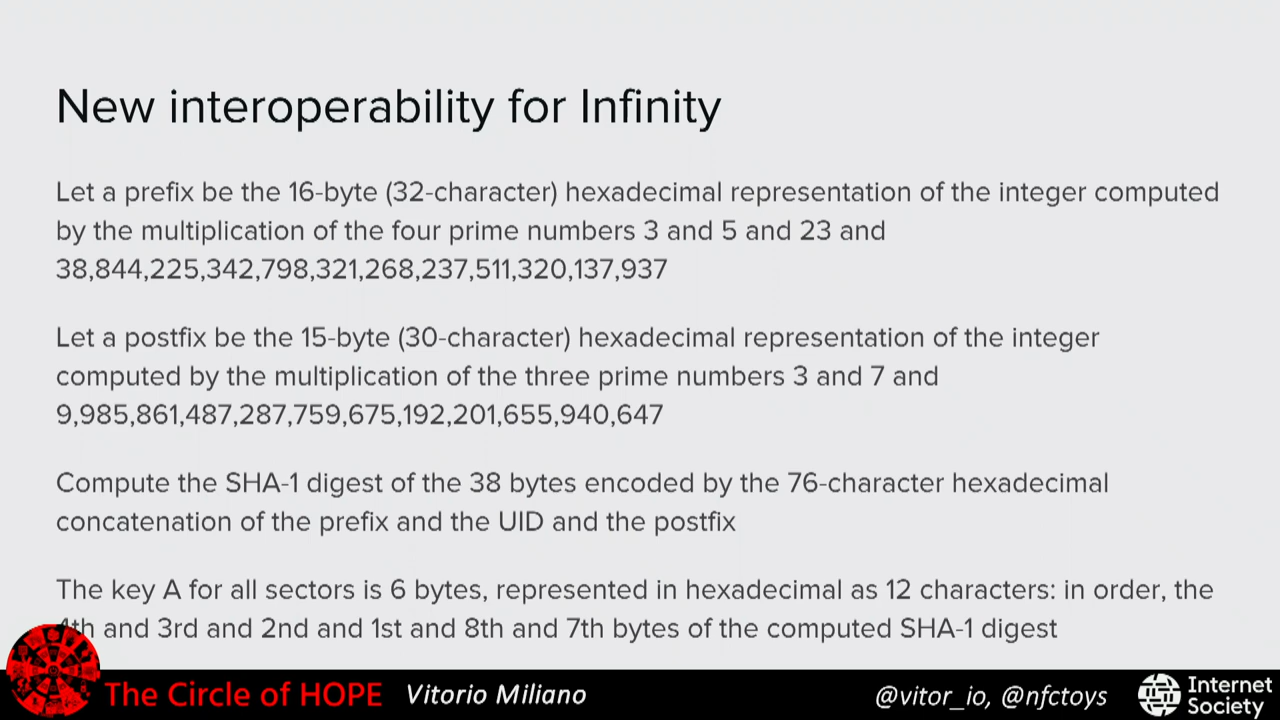 New interoperability for Infinity
Let a prefix be the 16-byte (32-character) hexadecimal representation of the integer computed
by the multiplication of the four prime numbers 3 and 5 and 23 and
38,844,225,342,798,321,268,237,511,320,137,937
Let a postfix be the 15-byte (30-character) hexadecimal representation of the integer
computed by the multiplication of the three prime numbers 3 and 7 and
9,985,861,487,287,759,675,192,201,655,940,647
Compute the SHA-1 digest of the 38 bytes encoded by the 76-character hexadecimal
concatenation of the prefix and the UID and the postfix
The key A for all sectors is 6 bytes, represented in hexadecimal as 12 characters: in order, the
4th and 3rd and 2nd and 1st and 8th and 7th bytes of the computed SHA-1 digest
The Circle of HOPE Vitorio Miliano @vitor_io, @nfctoys Internet
Society